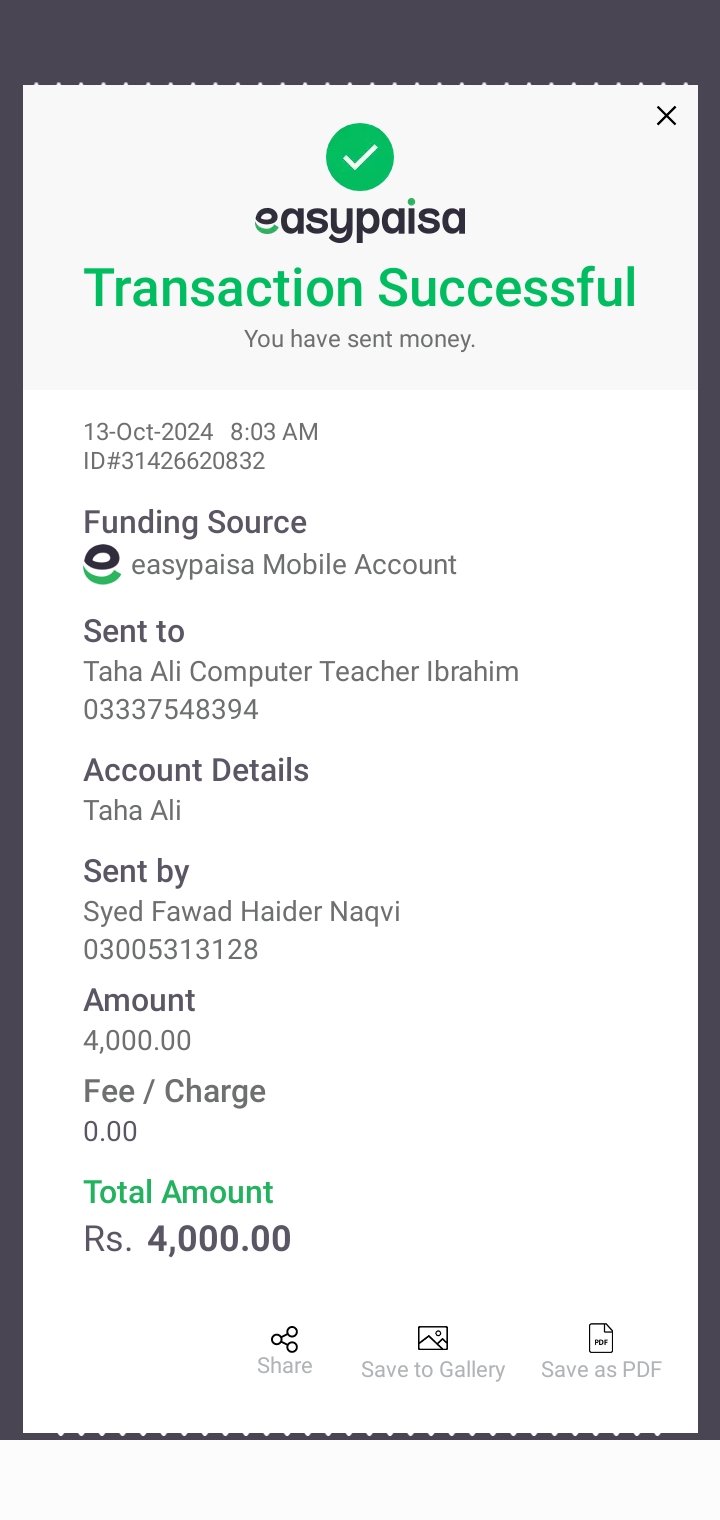 easypaisa
Transaction Successful
You have sent money.
13-Oct-2024 8:03 AM
ID#31426620832
Funding Source
easypaisa Mobile Account
Sent to
Taha Ali Computer Teacher Ibrahim
03337548394
Account Details
Taha Ali
Sent by
Syed Fawad Haider Naqvi
03005313128
Amount
4,000.00
Fee / Charge
0.00
Total Amount
Rs. 4,000.00
Share
Save to Gallery
PDF
Save as PDF